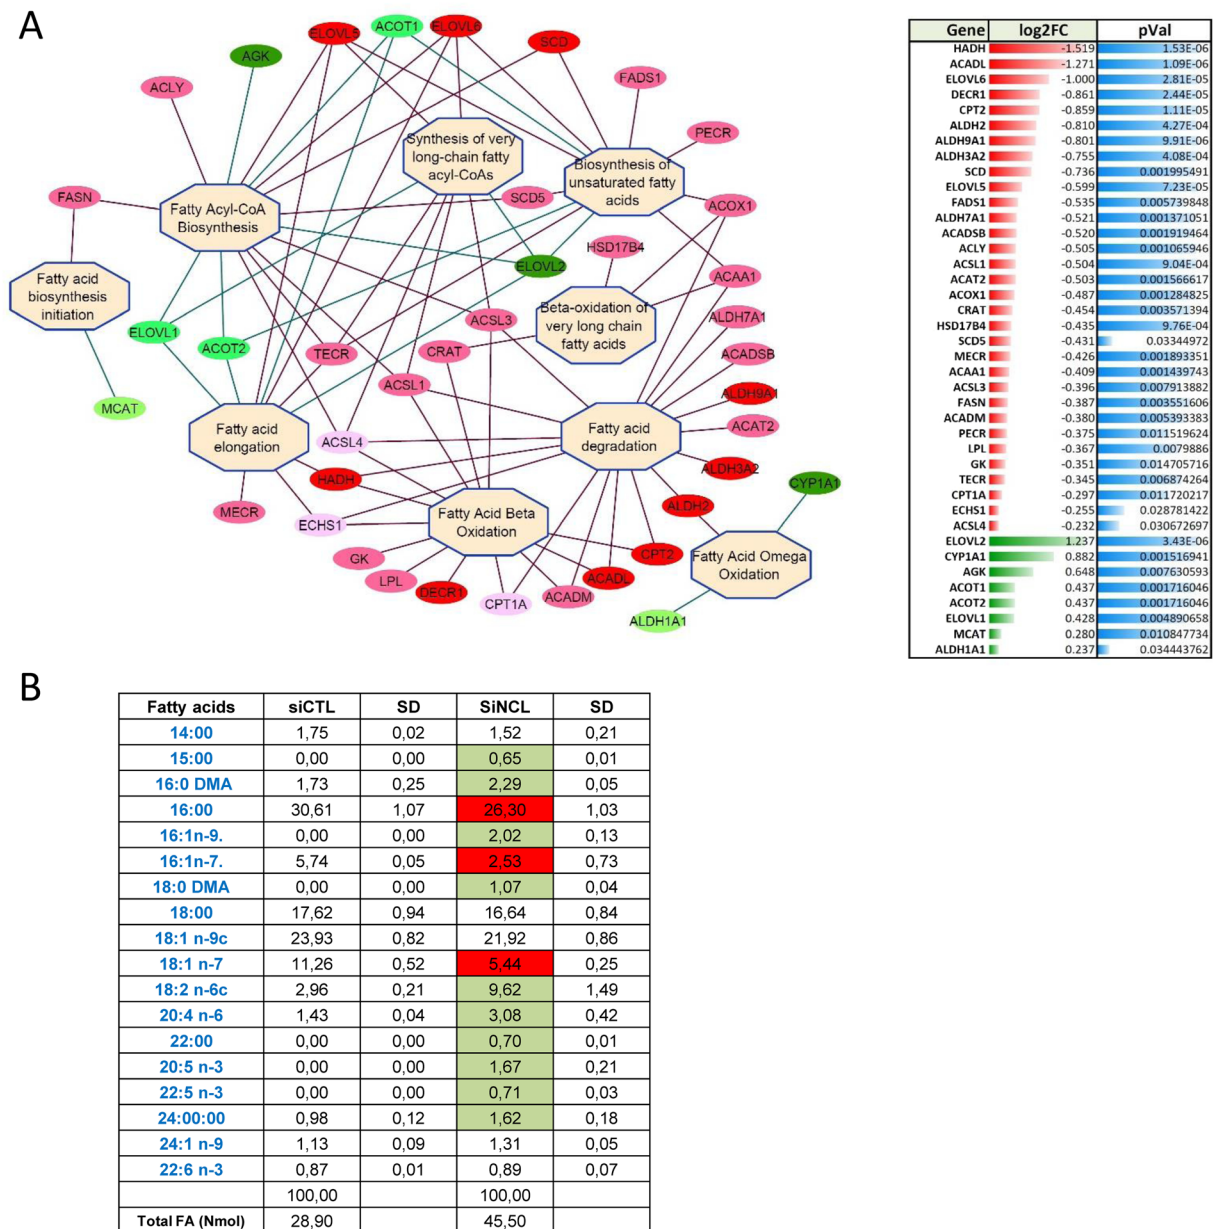 A
ELOVL5
ACOT1
ELOVL6
SCD
AGK
ACLY
FADS1
PECR
Synthesis of very
long-chain fatty
acyl-CoAs
Biosynthesis of
unsaturated fatty
acids
FASN
Fatty Acyl-CoA
Biosynthesis
SCD5
ACOX1
HSD17B4
ELOVL2
ACAA1
Fatty acid
biosynthesis
initiation
Beta-oxidation of
very long chain
fatty acids
ELOVL1
ACOT2
TECR
ACSL3
CRAT
ALDH7A1
ACADSB
ACSL1
ALDH9A1
MCAT
Fatty acid
elongation
ACSL4
Fatty acid
degradation
ACAT2
HADH
ALDH3A2
CYP1A1
MECR
ECHS1
Fatty Acid Beta
Oxidation
ALDH2
GK
LPL
DECR1
CPT1A
ACADM
ACADL
CPT2
Fatty Acid Omega
Oxidation
ALDH1A1
Gene log2FC pVal
HADH -1.519 1.53E-06
ACADL -1.271 1.09E-06
ELOVL6 -1.000 2.81E-05
DECR1 -0.861 2.44E-05
CPT2 -0.859 1.11E-05
ALDH2 -0.810 4.27E-04
ALDH9A1 -0.801 9.91E-06
ALDH3A2 -0.755 4.08E-04
SCD -0.736 0.001995491
ELOVL5 -0.599 7.23E-05
FADS1 -0.535 0.005739848
ALDH7A1 -0.521 0.001371051
ACADSB -0.520 0.001919464
ACLY -0.505 0.001065946
ACSL1 -0.504 9.04E-04
ACAT2 -0.503 0.001566617
ACOX1 -0.487 0.001284825
CRAT -0.454 0.003571394
HSD17B4 -0.435 9.76E-04
SCD5 -0.431 0.03344972
MECR -0.426 0.001893351
ACAA1 -0.409 0.001439743
ACSL3 -0.396 0.007913882
FASN -0.387 0.003551606
ACADM -0.380 0.005393383
PECR -0.375 0.011519624
LPL -0.367 0.0079886
GK -0.351 0.014705716
TECR -0.345 0.006874264
CPT1A -0.297 0.011720217
ECHS1 -0.255 0.028781422
ACSL4 -0.232 0.030672697
ELOVL2 1.237 3.43E-06
CYP1A1 0.882 0.001516941
AGK 0.648 0.007630593
ACOT1 0.437 0.001716046
ACOT2 0.437 0.001716046
ELOVL1 0.428 0.004890658
MCAT 0.280 0.010847734
ALDH1A1 0.237 0.034443762
B
Fatty acids siCTL SD SiNCL SD
14:00 1,75 0,02 1,52 0,21
15:00 0,00 0,00 0,65 0,01
16:0 DMA 1,73 0,25 2,29 0,05
16:00 30,61 1,07 26,30 1,03
16:1n-9. 0,00 0,00 2,02 0,13
16:1n-7. 5,74 0,05 2,53 0,73
18:0 DMA 0,00 0,00 1,07 0,04
18:00 17,62 0,94 16,64 0,84
18:1 n-9c 23,93 0,82 21,92 0,86
18:1 n-7 11,26 0,52 5,44 0,25
18:2 n-6c 2,96 0,21 9,62 1,49
20:4 n-6 1,43 0,04 3,08 0,42
22:00 0,00 0,00 0,70 0,01
20:5 n-3 0,00 0,00 1,67 0,21
22:5 n-3 0,00 0,00 0,71 0,03
24:00:00 0,98 0,12 1,62 0,18
24:1 n-9 1,13 0,09 1,31 0,05
22:6 n-3 0,87 0,01 0,89 0,07
100,00 100,00
Total FA (Nmol) 28,90 45,50